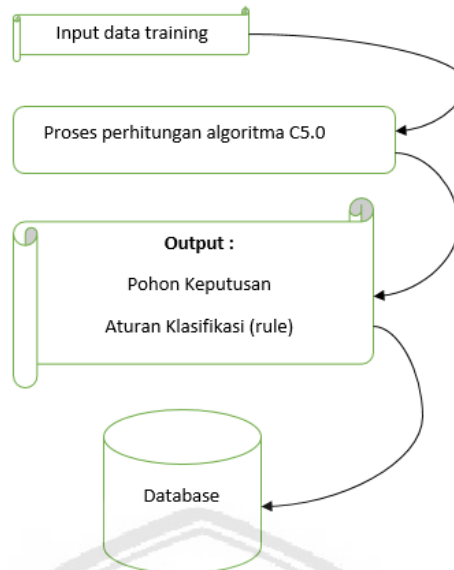 Input data training
Proses perhitungan algoritma C5.0
Output :
Pohon Keputusan
Aturan Klasifikasi (rule)
Database